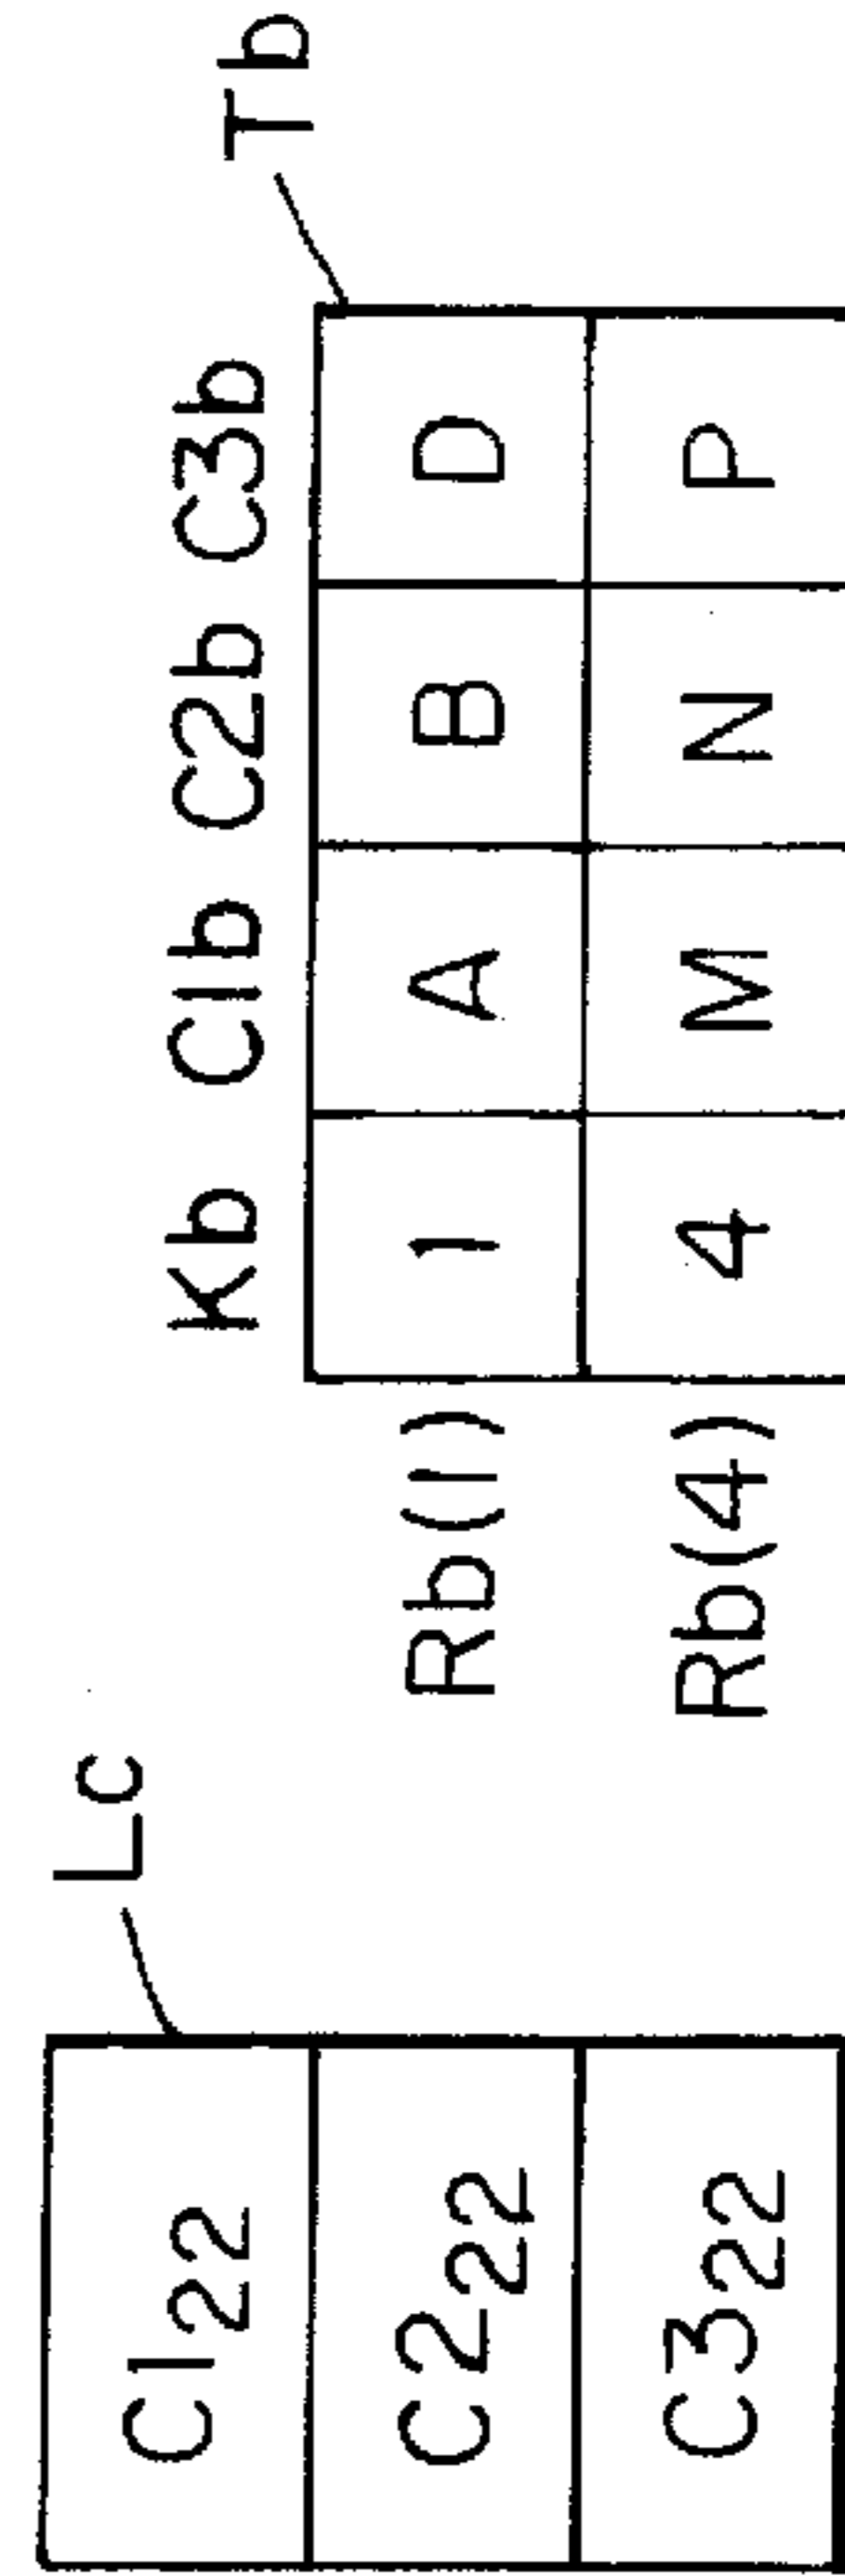 Lc
C1₂₂
C2₂₂
C3₂₂
Tb
Kb C1b C2b C3b
Rb(1) 1 A B D
Rb(4) 4 M N P